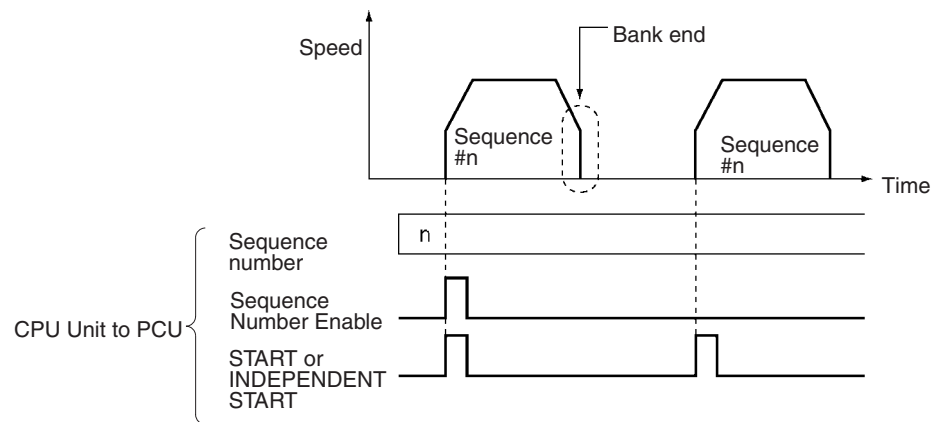 Speed
Bank end
Sequence
#n
Sequence
#n
Time
n
Sequence
number
Sequence
Number Enable
CPU Unit to PCU
START or
INDEPENDENT
START